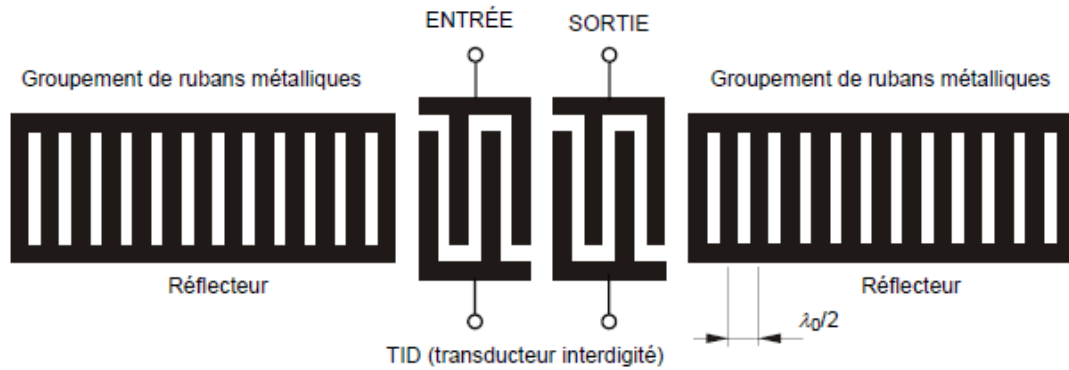 ENTRÉE
SORTIE
Groupement de rubans métalliques
Groupement de rubans métalliques
Réflecteur
Réflecteur
λ0/2
TID (transducteur interdigité)